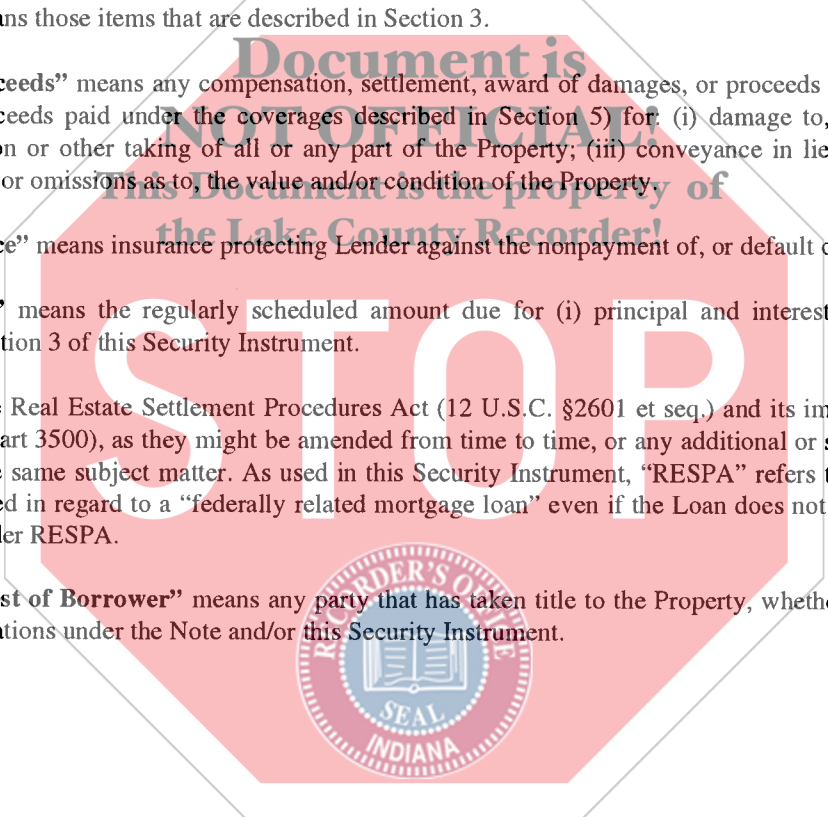 ns those items that are described in Section 3.
Document is
ceeds” means any compensation, settlement, award of damages, or proceeds
NOT OFFICIAL!
ceeds paid under the coverages described in Section 5) for: (i) damage to,
on or other taking of all or any part of the Property; (iii) conveyance in lie
or omissions as to, the value and/or condition of the Property.
This Document is the property of
the Lake County Recorder!
ce” means insurance protecting Lender against the nonpayment of, or default o
” means the regularly scheduled amount due for (i) principal and interest
tion 3 of this Security Instrument.
STOP
Real Estate Settlement Procedures Act (12 U.S.C. §2601 et seq.) and its im
art 3500), as they might be amended from time to time, or any additional or s
e same subject matter. As used in this Security Instrument, “RESPA” refers t
ed in regard to a “federally related mortgage loan” even if the Loan does not
er RESPA.
st of Borrower” means any party that has taken title to the Property, whethe
ations under the Note and/or this Security Instrument.
RECORDER'S OFFICE
SEAL
INDIANA